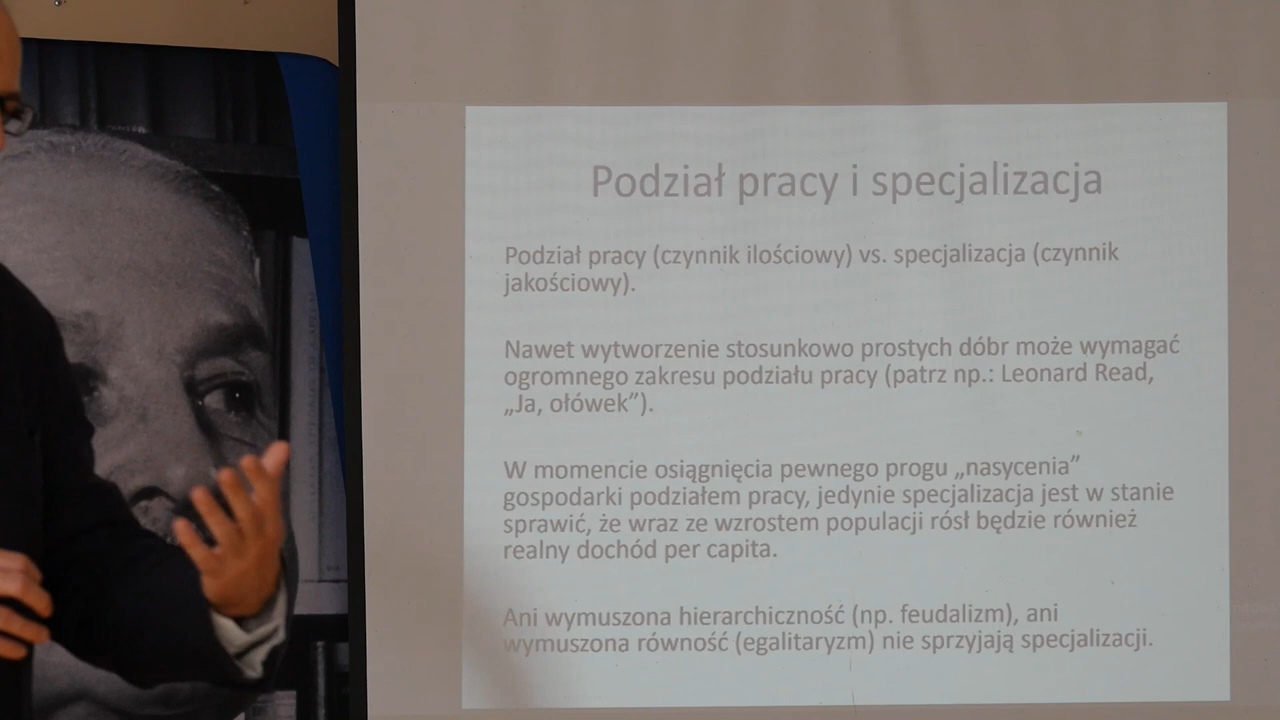 Podział pracy i specjalizacja
Podział pracy (czynnik ilościowy) vs. specjalizacja (czynnik
jakościowy).
Nawet wytworzenie stosunkowo prostych dóbr może wymagać
ogromnego zakresu podziału pracy (patrz np.: Leonard Read,
„Ja, ołówek”).
W momencie osiągnięcia pewnego progu „nasycenia”
gospodarki podziałem pracy, jedynie specjalizacja jest w stanie
sprawić, że wraz ze wzrostem populacji rósł będzie również
realny dochód per capita.
Ani wymuszona hierarchiczność (np. feudalizm), ani
wymuszona równość (egalitaryzm) nie sprzyjają specjalizacji.